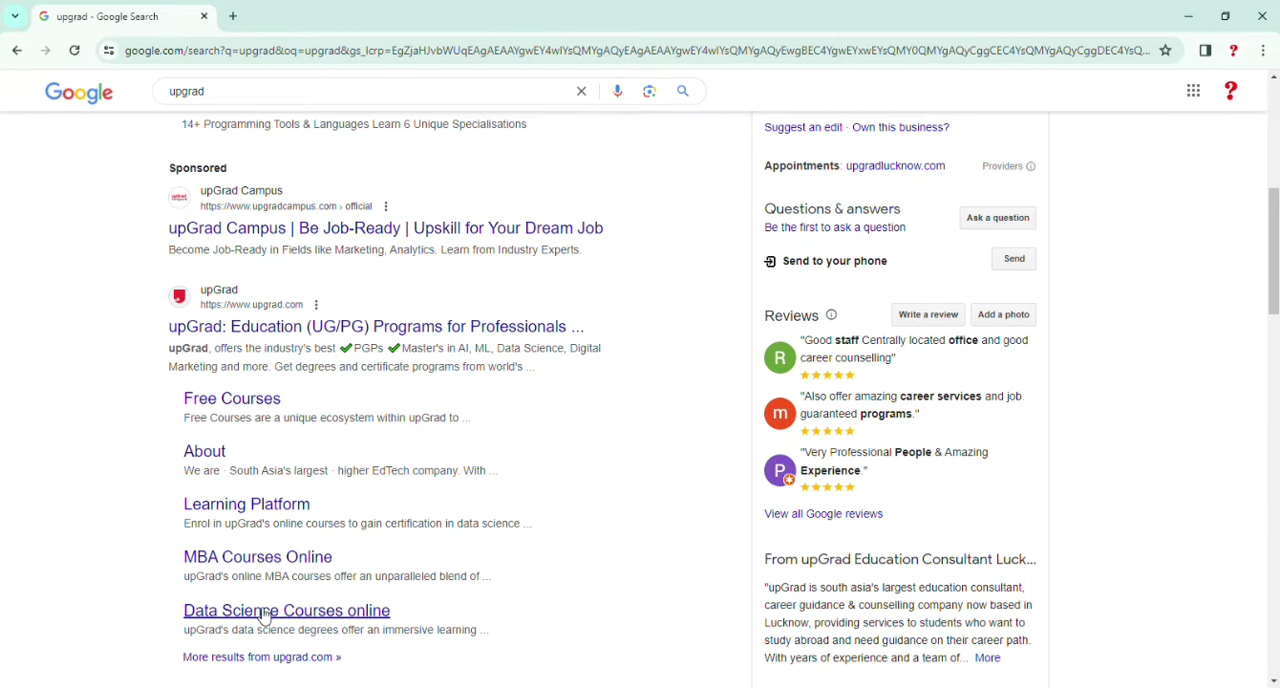 upgrad - Google Search
google.com/search?q=upgrad&oq=upgrad&gs_lcrp=
Google
upgrad
14+ Programming Tools & Languages Learn 6 Unique Specialisations
Sponsored
upGrad Campus
https://www.upgradcampus.com › official
upGrad Campus | Be Job-Ready | Upskill for Your Dream Job
Become Job-Ready in Fields like Marketing, Analytics. Learn from Industry Experts.
upGrad
https://www.upgrad.com
upGrad: Education (UG/PG) Programs for Professionals ...
upGrad, offers the industry's best ✔PGPs ✔Master's in AI, ML, Data Science, Digital
Marketing and more. Get degrees and certificate programs from world's ...
Free Courses
Free Courses are a unique ecosystem within upGrad to ...
About
We are · South Asia's largest · higher EdTech company. With ...
Learning Platform
Enrol in upGrad's online courses to gain certification in data science ...
MBA Courses Online
upGrad's online MBA courses offer an unparalleled blend of ...
Data Science Courses online
upGrad's data science degrees offer an immersive learning ...
More results from upgrad.com »
Suggest an edit · Own this business?
Appointments: upgradlucknow.com Providers
Questions & answers
Be the first to ask a question
Ask a question
Send to your phone
Send
Reviews
Write a review
Add a photo
R
"Good staff Centrally located office and good
career counselling"
m
"Also offer amazing career services and job
guaranteed programs."
P
"Very Professional People & Amazing
Experience."
View all Google reviews
From upGrad Education Consultant Luck...
"upGrad is south asia's largest education consultant,
career guidance & counselling company now based in
Lucknow, providing services to students who want to
study abroad and need guidance on their career path.
With years of experience and a team of... More